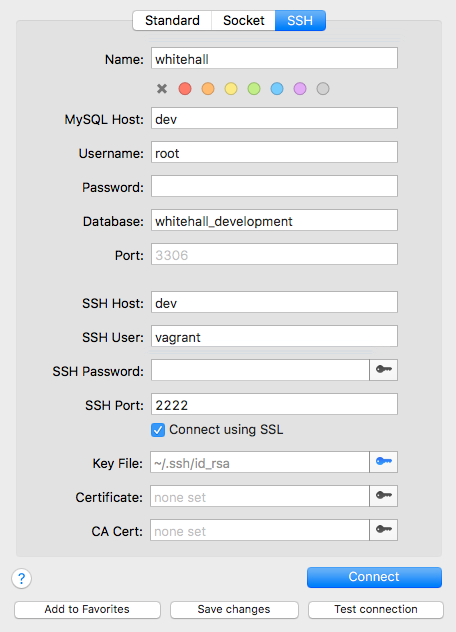 Standard Socket SSH
Name: whitehall
MySQL Host: dev
Username: root
Password:
Database: whitehall_development
Port: 3306
SSH Host: dev
SSH User: vagrant
SSH Password:
SSH Port: 2222
Connect using SSL
Key File: ~/.ssh/id_rsa
Certificate: none set
CA Cert: none set
? Connect
Add to Favorites Save changes Test connection